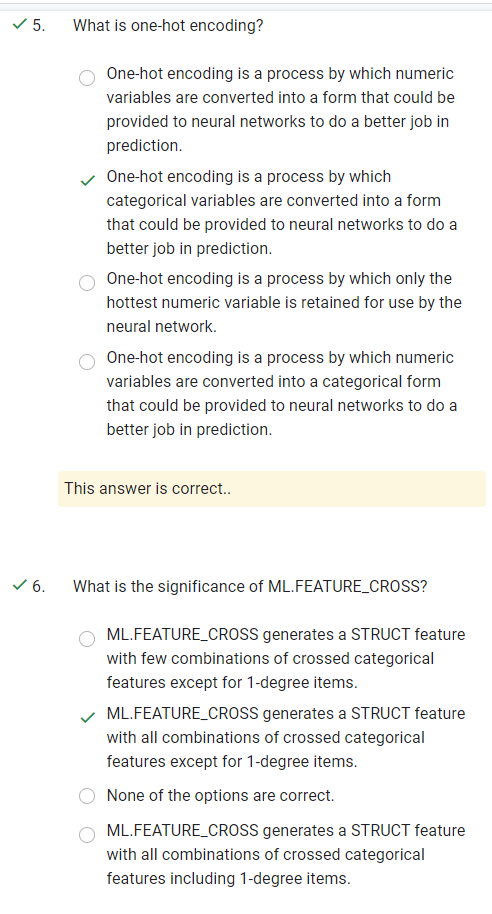 5. What is one-hot encoding?
One-hot encoding is a process by which numeric
variables are converted into a form that could be
provided to neural networks to do a better job in
prediction.
One-hot encoding is a process by which
categorical variables are converted into a form
that could be provided to neural networks to do a
better job in prediction.
One-hot encoding is a process by which only the
hottest numeric variable is retained for use by the
neural network.
One-hot encoding is a process by which numeric
variables are converted into a categorical form
that could be provided to neural networks to do a
better job in prediction.
This answer is correct..
6. What is the significance of ML.FEATURE_CROSS?
ML.FEATURE_CROSS generates a STRUCT feature
with few combinations of crossed categorical
features except for 1-degree items.
ML.FEATURE_CROSS generates a STRUCT feature
with all combinations of crossed categorical
features except for 1-degree items.
None of the options are correct.
ML.FEATURE_CROSS generates a STRUCT feature
with all combinations of crossed categorical
features including 1-degree items.